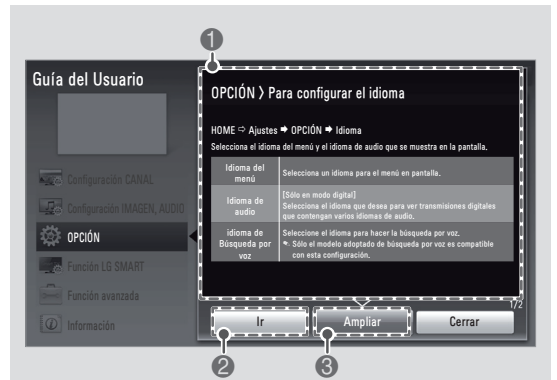 1
Guía del Usuario
Configuración CANAL
Configuración IMAGEN, AUDIO
OPCIÓN
Función LG SMART
Función avanzada
Información
OPCIÓN > Para configurar el idioma
HOME ⇨ Ajustes ➡ OPCIÓN ➡ Idioma
Selecciona el idioma del menú y el idioma de audio que se muestra en la pantalla.
Idioma del
menú
Selecciona un idioma para el menú en pantalla.
Idioma de
audio
[Sólo en modo digital]
Selecciona el idioma que desea para ver transmisiones digitales
que contengan varios idiomas de audio.
idioma de
Búsqueda por
voz
Seleccione el idioma para hacer la búsqueda por voz.
Sólo el modelo adoptado de búsqueda por voz es compatible
con esta configuración.
1/2
Ir
Ampliar
Cerrar
2
3